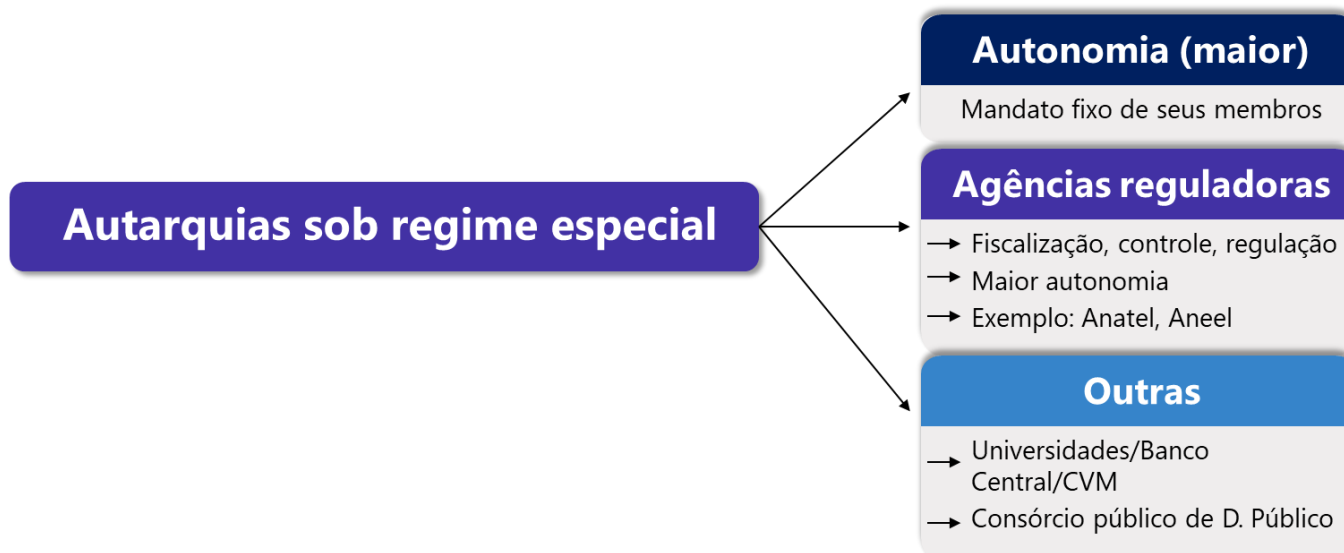 Autarquias sob regime especial
Autonomia (maior)
Mandato fixo de seus membros
Agências reguladoras
Fiscalização, controle, regulação
Maior autonomia
Exemplo: Anatel, Aneel
Outras
Universidades/Banco
Central/CVM
Consórcio público de D. Público